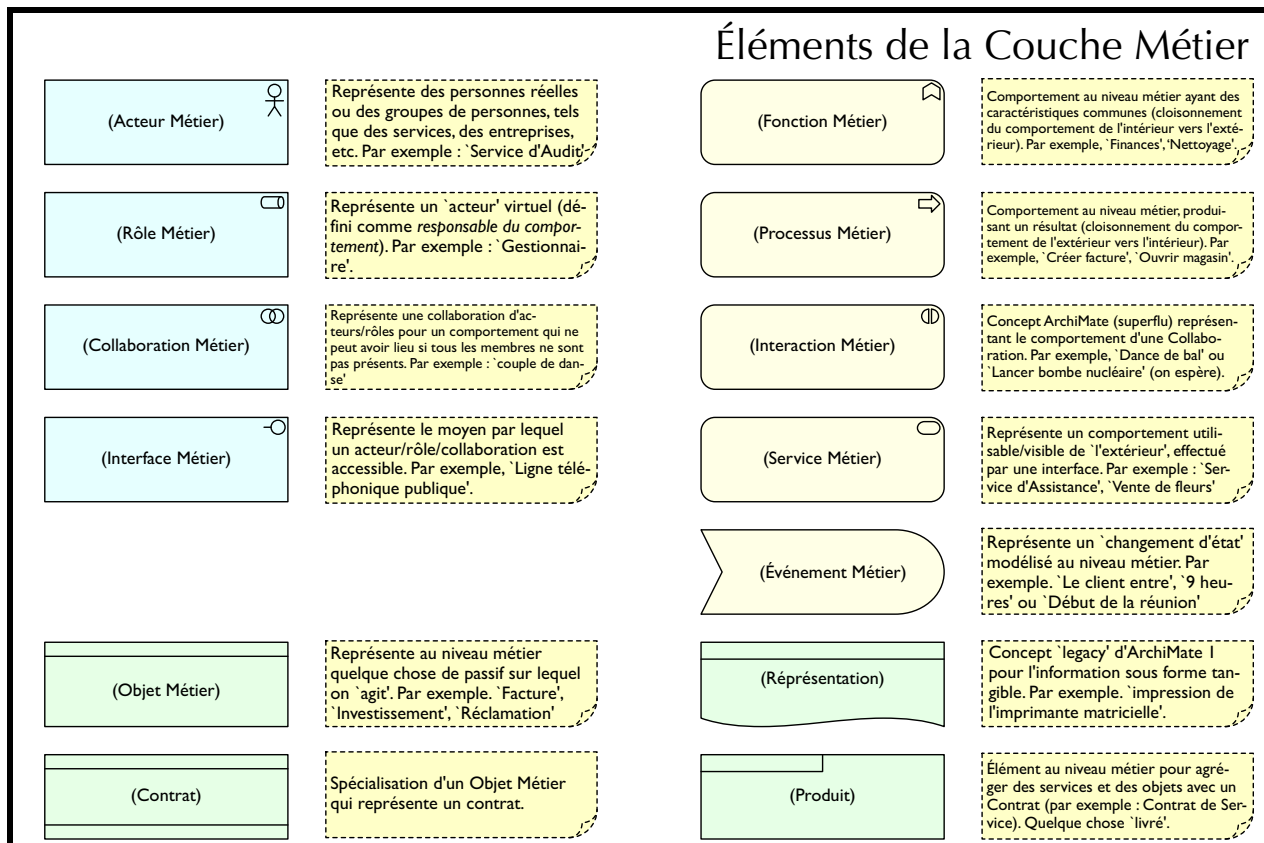 Éléments de la Couche Métier
(Acteur Métier)
Représente des personnes réelles
ou des groupes de personnes, tels
que des services, des entreprises,
etc. Par exemple : `Service d'Audit'
(Fonction Métier)
Comportement au niveau métier ayant des
caractéristiques communes (cloisonnement
du comportement de l'intérieur vers l'exté-
rieur). Par exemple, `Finances', 'Nettoyage'.
(Rôle Métier)
Représente un `acteur' virtuel (dé-
fini comme responsable du compor-
tement). Par exemple : `Gestionnai-
re'.
(Processus Métier)
Comportement au niveau métier, produi-
sant un résultat (cloisonnement du compor-
tement de l'extérieur vers l'intérieur). Par
exemple, `Créer facture', `Ouvrir magasin'.
(Collaboration Métier)
Représente une collaboration d'ac-
teurs/rôles pour un comportement qui ne
peut avoir lieu si tous les membres ne sont
pas présents. Par exemple : `couple de dan-
se'
(Interaction Métier)
Concept ArchiMate (superflu) représen-
tant le comportement d'une Collabo-
ration. Par exemple, `Dance de bal' ou
`Lancer bombe nucléaire' (on espère).
(Interface Métier)
Représente le moyen par lequel
un acteur/rôle/collaboration est
accessible. Par exemple, `Ligne télé-
phonique publique'.
(Service Métier)
Représente un comportement utili-
sable/visible de `l'extérieur', effectué
par une interface. Par exemple : `Ser-
vice d'Assistance', `Vente de fleurs'
(Événement Métier)
Représente un `changement d'état'
modélisé au niveau métier. Par
exemple. `Le client entre', `9 heu-
res' ou `Début de la réunion'
(Objet Métier)
Représente au niveau métier
quelque chose de passif sur lequel
on `agit'. Par exemple. `Facture',
`Investissement', `Réclamation'
(Réprésentation)
Concept `legacy' d'ArchiMate 1
pour l'information sous forme tan-
gible. Par exemple. `impression de
l'imprimante matricielle'.
(Contrat)
Spécialisation d'un Objet Métier
qui représente un contrat.
(Produit)
Élément au niveau métier pour agré-
ger des services et des objets avec un
Contrat (par exemple : Contrat de Ser-
vice). Quelque chose `livré'.